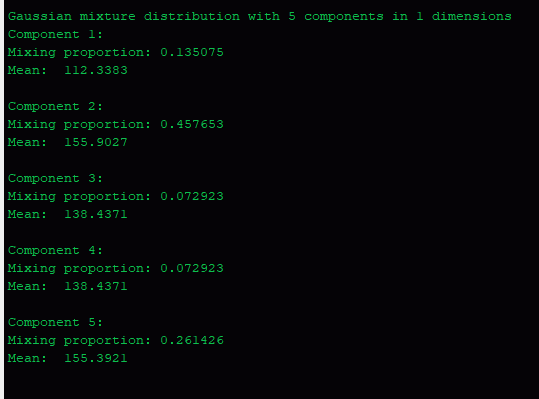 Gaussian mixture distribution with 5 components in 1 dimensions
Component 1:
Mixing proportion: 0.135075
Mean:  112.3383
Component 2:
Mixing proportion: 0.457653
Mean:  155.9027
Component 3:
Mixing proportion: 0.072923
Mean:  138.4371
Component 4:
Mixing proportion: 0.072923
Mean:  138.4371
Component 5:
Mixing proportion: 0.261426
Mean:  155.3921